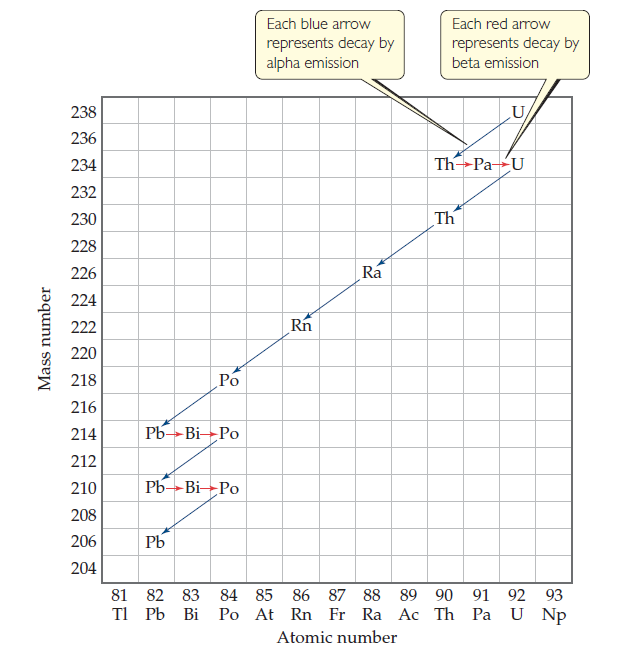 Each blue arrow
represents decay by
alpha emission
Each red arrow
represents decay by
beta emission
238 U
236
234 Th Pa U
232
230 Th
228
226 Ra
224
222 Rn
220
218 Po
216
214 Pb Bi Po
212
210 Pb Bi Po
208
206 Pb
204
Mass number
81 82 83 84 85 86 87 88 89 90 91 92 93
Tl Pb Bi Po At Rn Fr Ra Ac Th Pa U Np
Atomic number